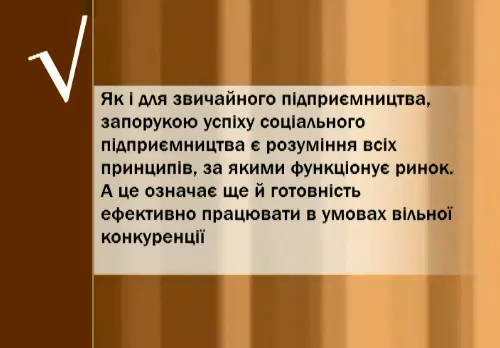 √
Як і для звичайного підприємництва,
запорукою успіху соціального
підприємництва є розуміння всіх
принципів, за якими функціонує ринок.
А це означає ще й готовність
ефективно працювати в умовах вільної
конкуренції